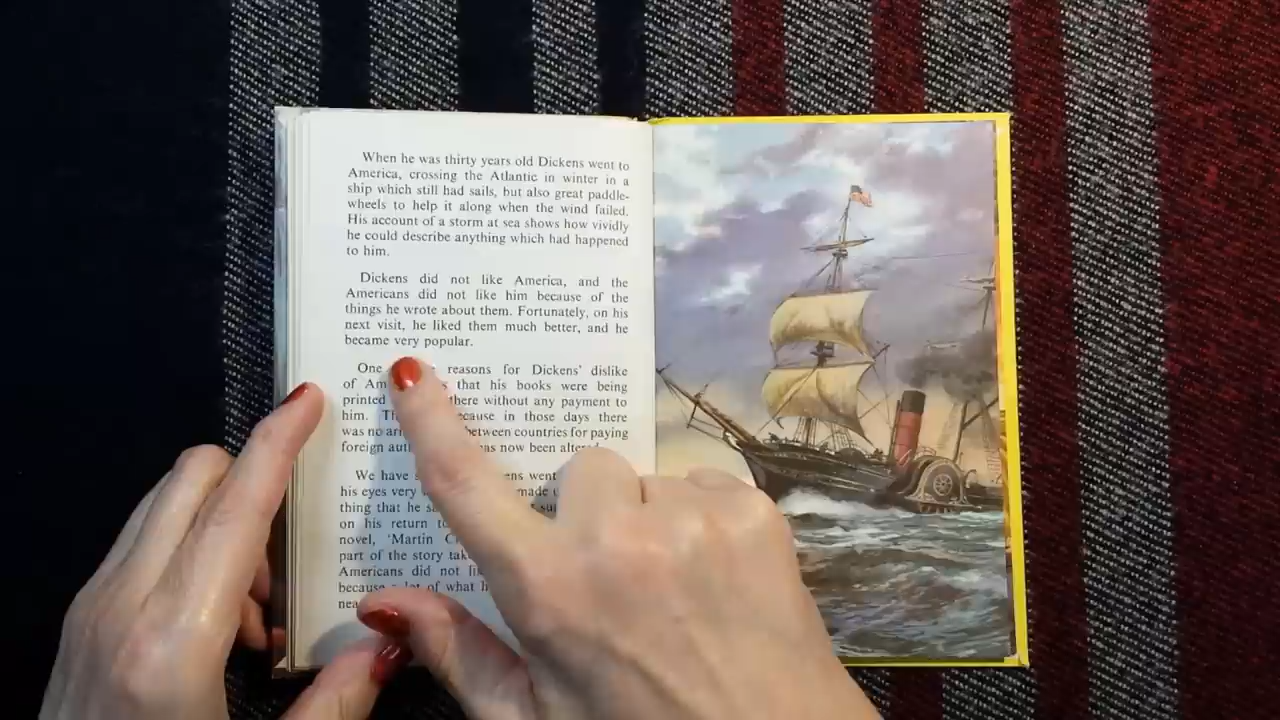 When he was thirty years old Dickens went to
America, crossing the Atlantic in winter in a
ship which still had sails, but also great paddle-
wheels to help it along when the wind failed.
His account of a storm at sea shows how vividly
he could describe anything which had happened
to him.
Dickens did not like America, and the
Americans did not like him because of the
things he wrote about them. Fortunately, on his
next visit, he liked them much better, and he
became very popular.
One reasons for Dickens' dislike
of that his books were being
printed there without any payment to
him. in those days there
was no between countries for paying
foreign now been
We have went
his eyes very made
thing that he
on his return to
novel, 'Martin
part of the story
Americans did not
because lot of what